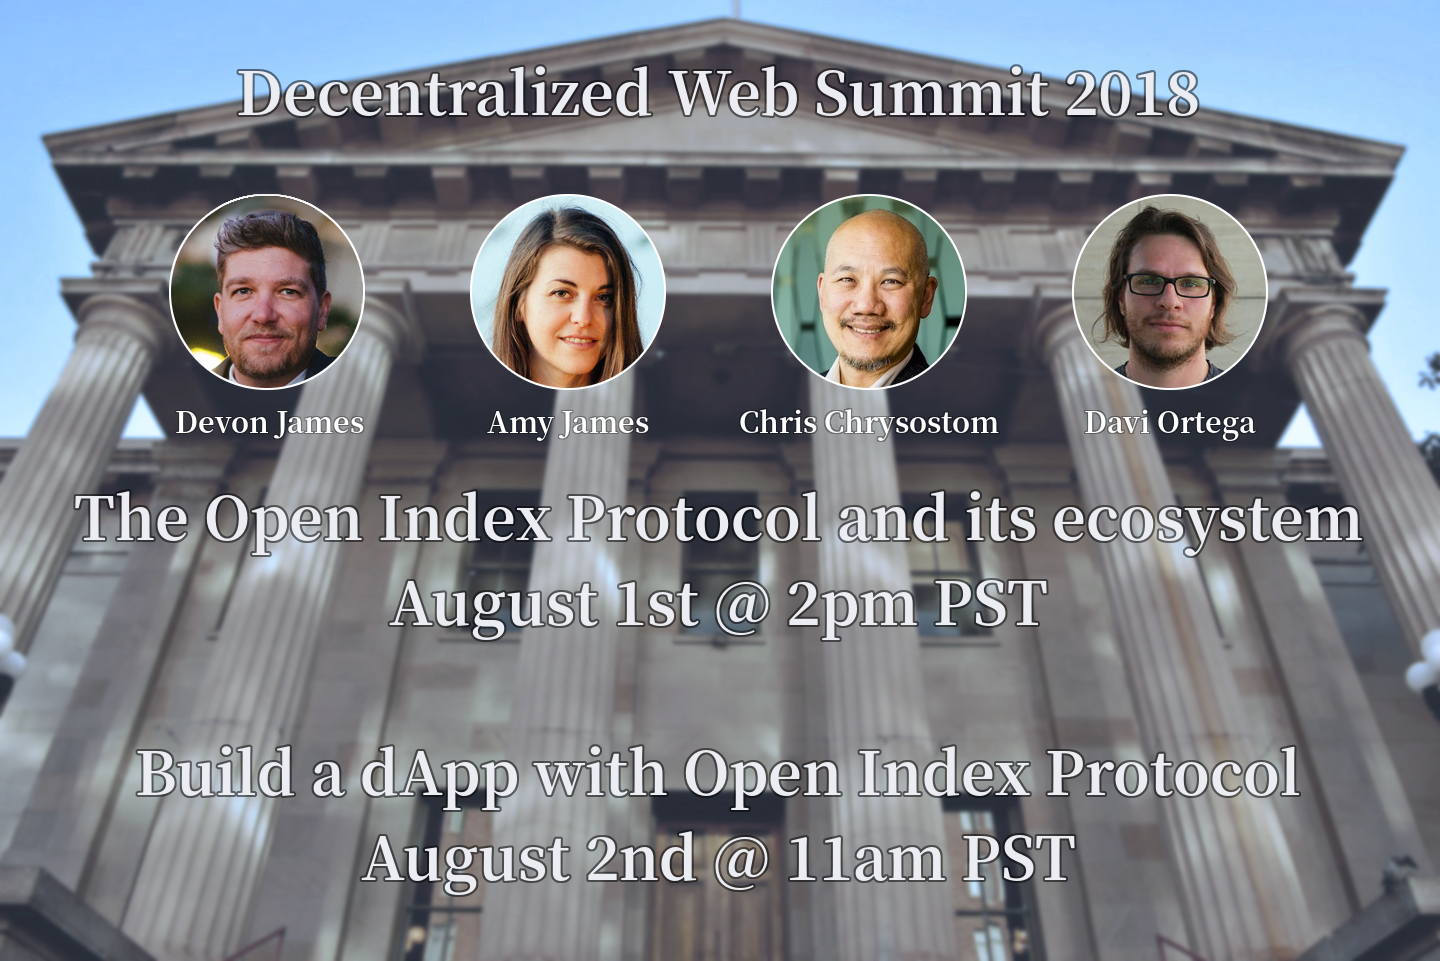 Decentralized Web Summit 2018
Devon James
Amy James
Chris Chrysostom
Davi Ortega
The Open Index Protocol and its ecosystem
August 1st @ 2pm PST
Build a dApp with Open Index Protocol
August 2nd @ 11am PST